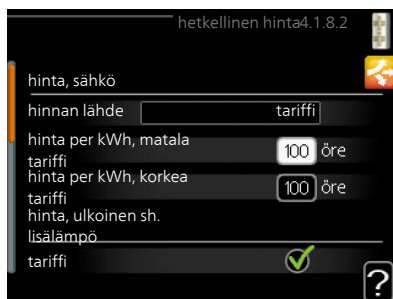 hetkellinen hinta4.1.8.2
hinta, sähkö
hinnan lähde tariffi
hinta per kWh, matala
tariffi 100 öre
hinta per kWh, korkea
tariffi 100 öre
hinta, ulkoinen sh.
lisälämpö
tariffi
?